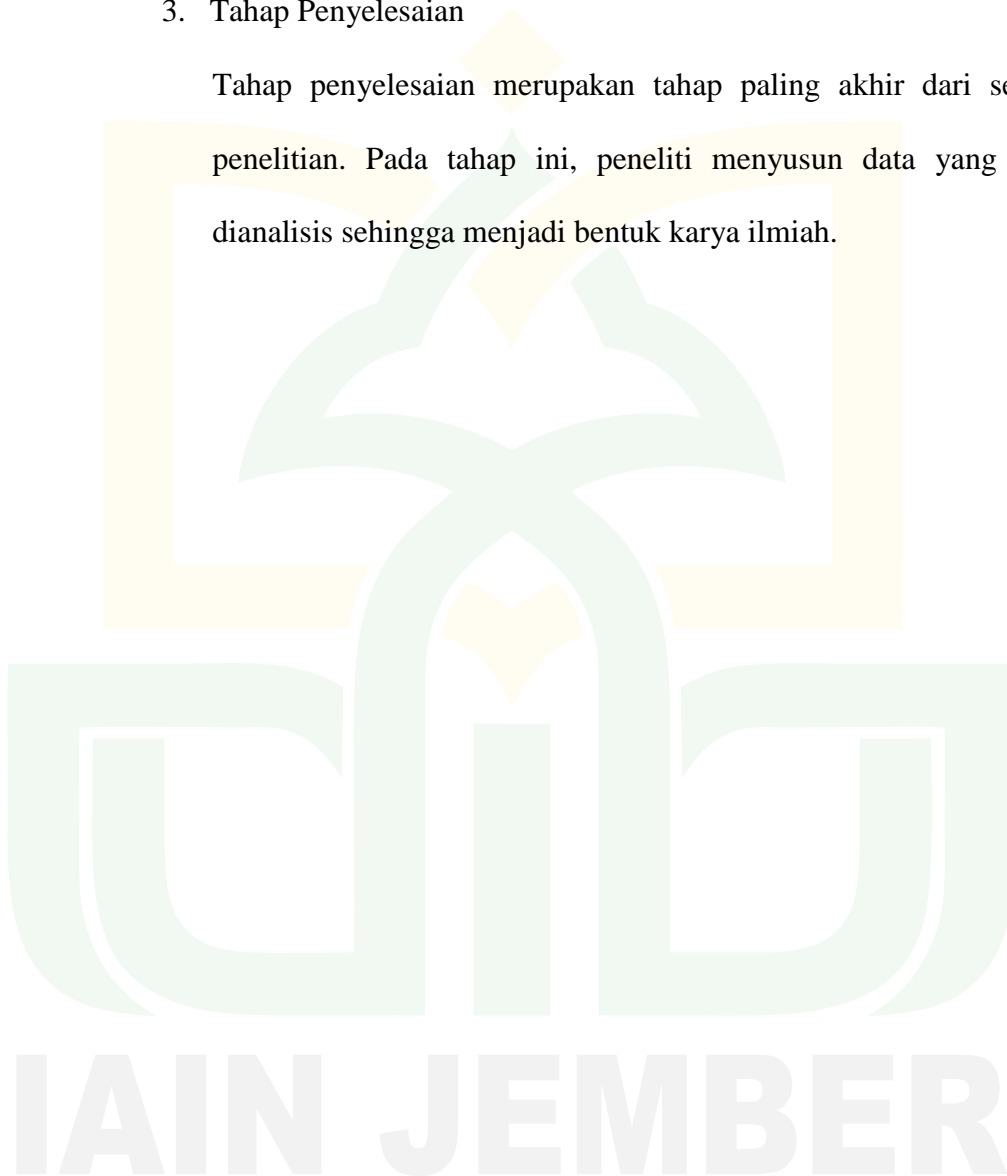 3. Tahap Penyelesaian
Tahap penyelesaian merupakan tahap paling akhir dari
penelitian. Pada tahap ini, peneliti menyusun data yang
dianalisis sehingga menjadi bentuk karya ilmiah.
IAIN JEMBER